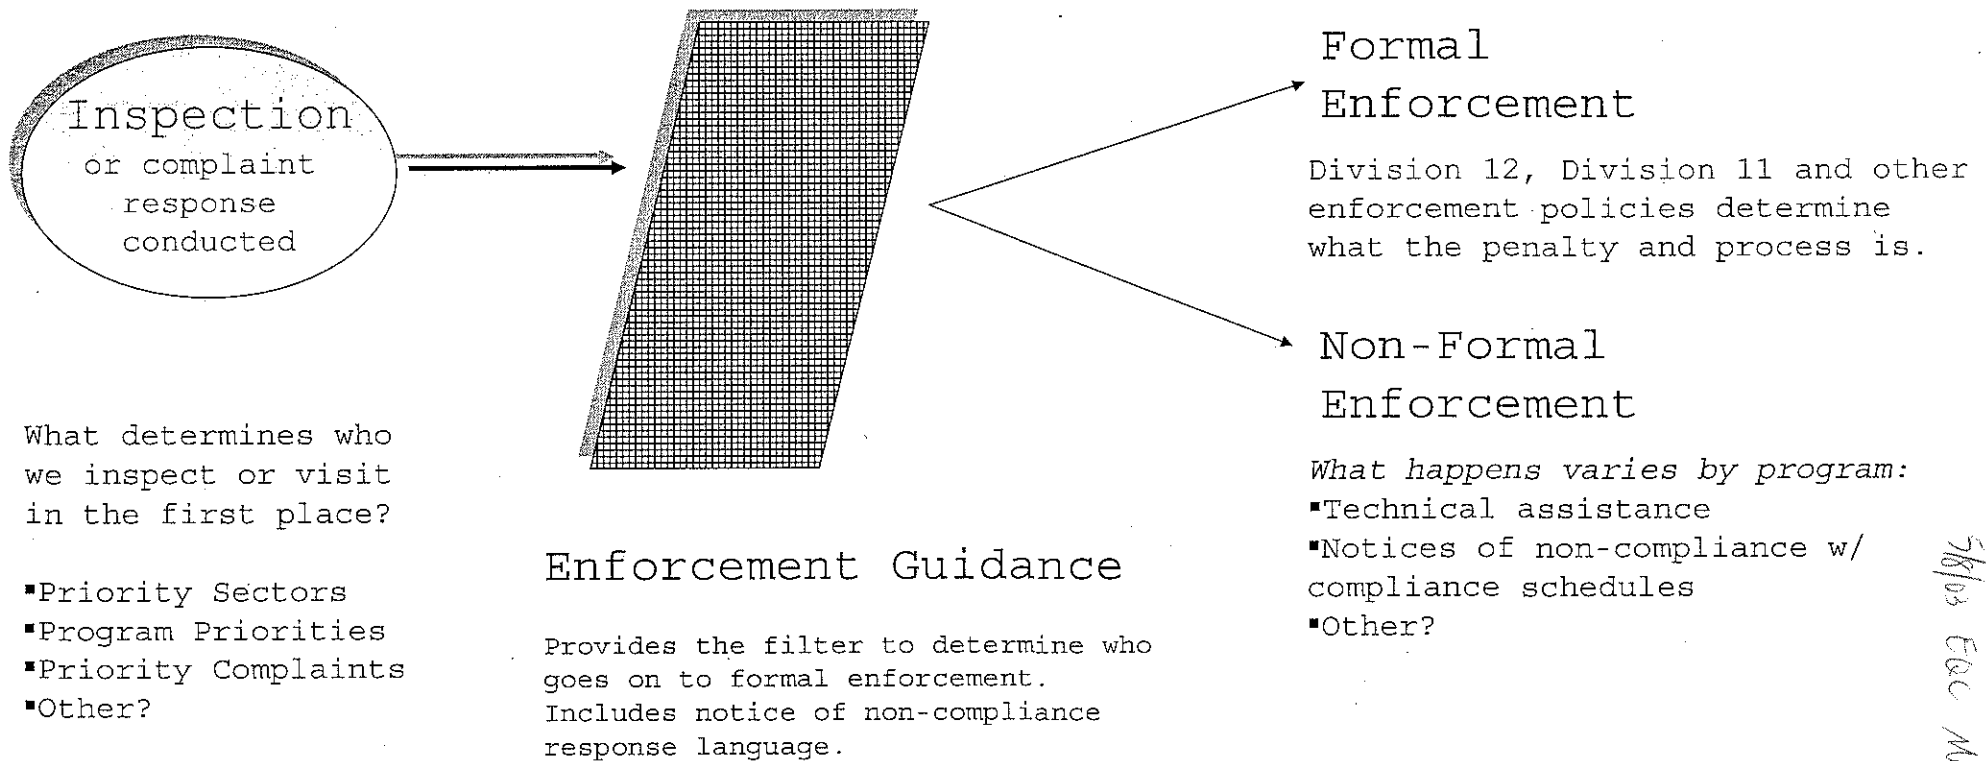 Inspection
or complaint
response
conducted
What determines who
we inspect or visit
in the first place?
▪Priority Sectors
▪Program Priorities
▪Priority Complaints
▪Other?
Enforcement Guidance
Provides the filter to determine who
goes on to formal enforcement.
Includes notice of non-compliance
response language.
Formal
Enforcement
Division 12, Division 11 and other
enforcement policies determine
what the penalty and process is.
Non-Formal
Enforcement
What happens varies by program:
▪Technical assistance
▪Notices of non-compliance w/
compliance schedules
▪Other?
5/8/03 EQC